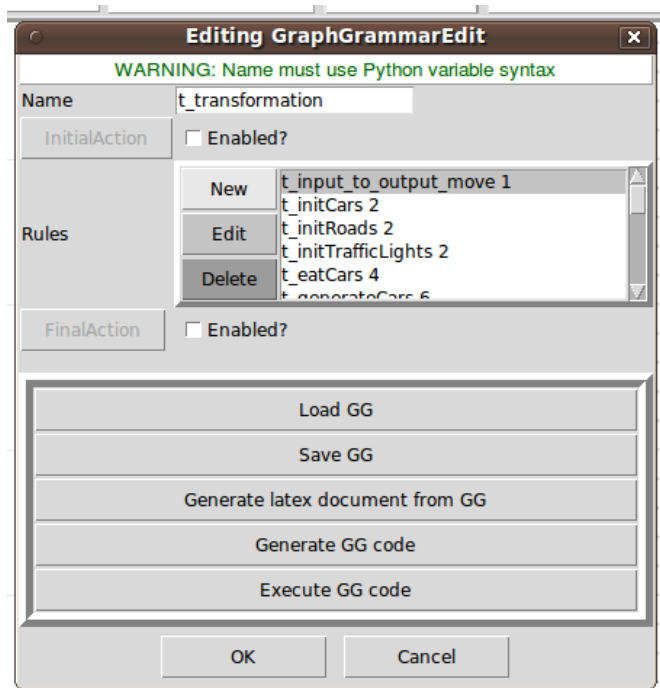 Editing GraphGrammarEdit
WARNING: Name must use Python variable syntax
Name t_transformation
InitialAction Enabled?
Rules
New
Edit
Delete
t_input_to_output_move 1
t_initCars 2
t_initRoads 2
t_initTrafficLights 2
t_eatCars 4
t_generateCars 6
FinalAction Enabled?
Load GG
Save GG
Generate latex document from GG
Generate GG code
Execute GG code
OK Cancel